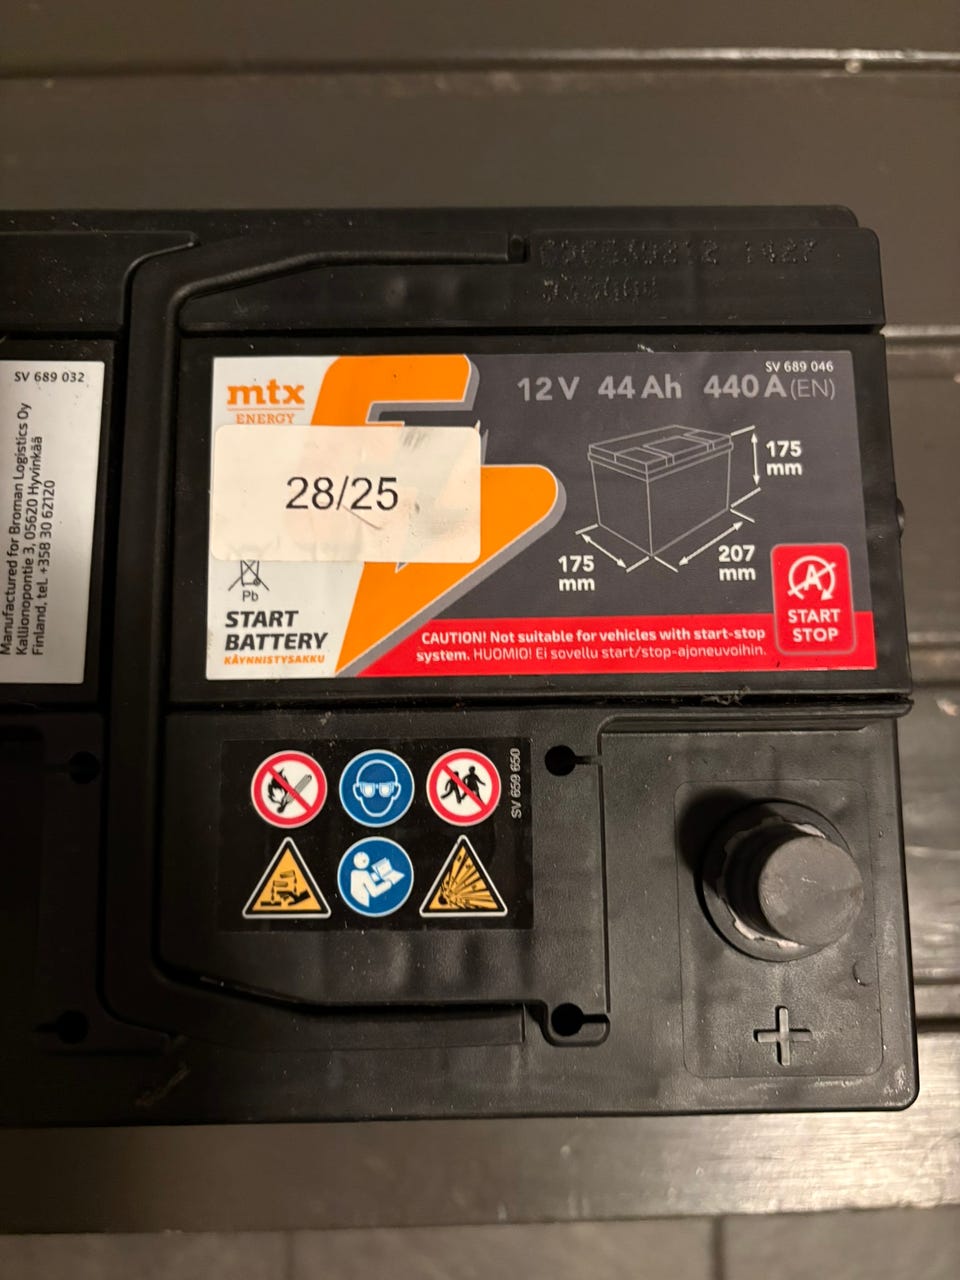 SV 689 032
Manufactured for Broman Logistics Oy
Kallionopontie 3, 05620 Hyvinkää
Finland, tel. +358 30 62120
mtx
ENERGY
28/25
Pb
START
BATTERY
KÄYNNISTYSAKKU
SV 689 046
12 V 44 Ah 440 A (EN)
175
mm
175
mm
207
mm
A
START
STOP
CAUTION! Not suitable for vehicles with start-stop
system. HUOMIO! Ei sovellu start/stop-ajoneuvoihin.
SV 659 650
+